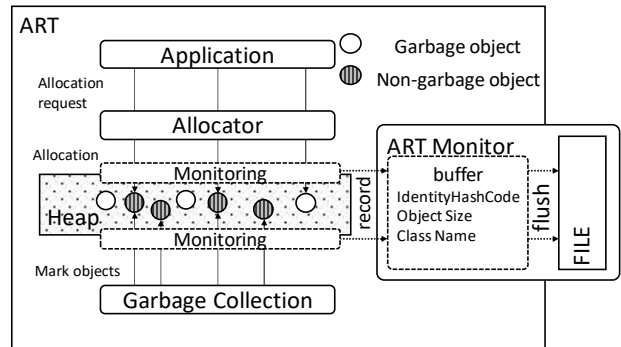 ART
Application
Garbage object
Non-garbage object
Allocation
request
Allocator
Allocation
Monitoring
Heap
Monitoring
Mark objects
Garbage Collection
record
ART Monitor
buffer
IdentityHashCode
Object Size
Class Name
flush
FILE